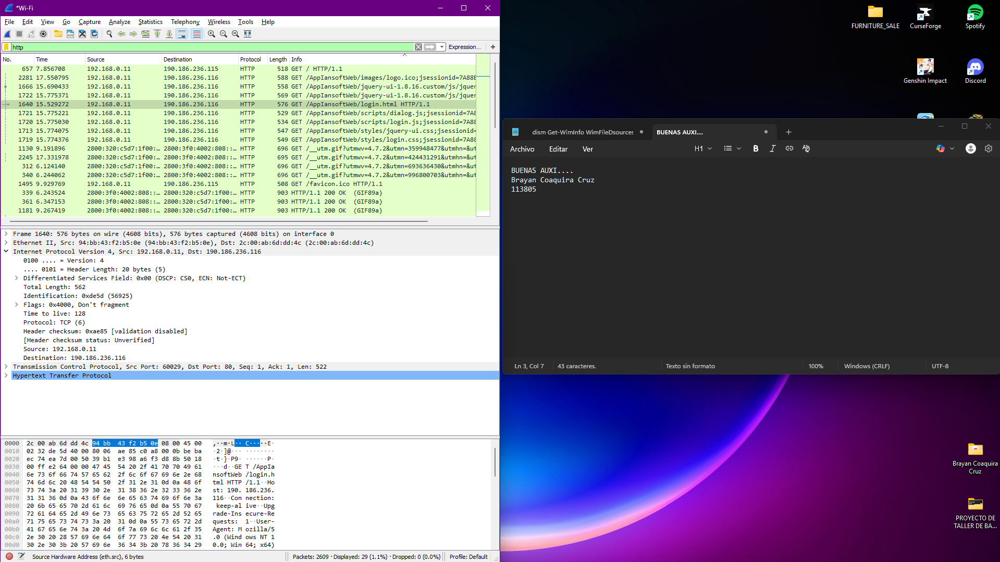 *Wi-Fi
File Edit View Go Capture Analyze Statistics Telephony Wireless Tools Help
http
Expression...
No. Time Source Destination Protocol Length Info
657 7.856708 192.168.0.11 190.186.236.115 HTTP 518 GET / HTTP/1.1
2281 17.550795 192.168.0.11 190.186.236.116 HTTP 588 GET /AppIansoftWeb/images/logo.ico;jsessionid=7A88E
1666 15.690433 192.168.0.11 190.186.236.116 HTTP 558 GET /AppIansoftWeb/jquery-ui-1.8.16.custom/js/jquer
1722 15.775371 192.168.0.11 190.186.236.116 HTTP 569 GET /AppIansoftWeb/jquery-ui-1.8.16.custom/js/jquer
1640 15.529272 192.168.0.11 190.186.236.116 HTTP 576 GET /AppIansoftWeb/login.html HTTP/1.1
1721 15.775221 192.168.0.11 190.186.236.116 HTTP 529 GET /AppIansoftWeb/scripts/dialog.js;jsessionid=7A8
1720 15.775030 192.168.0.11 190.186.236.116 HTTP 534 GET /AppIansoftWeb/scripts/login.js;jsessionid=7A88
1713 15.774075 192.168.0.11 190.186.236.116 HTTP 547 GET /AppIansoftWeb/styles/jquery-ui.css;jsessionid=
1719 15.774376 192.168.0.11 190.186.236.116 HTTP 549 GET /AppIansoftWeb/styles/login.css;jsessionid=7A88
1130 9.191896 2800:320:c5d7:1f00:… 2800:3f0:4002:808::… HTTP 696 GET /__utm.gif?utmwv=4.7.2&utmn=359948477&utmhn=&ut
2245 17.331978 2800:320:c5d7:1f00:… 2800:3f0:4002:808::… HTTP 695 GET /__utm.gif?utmwv=4.7.2&utmn=424431291&utmhn=&ut
312 6.124140 2800:320:c5d7:1f00:… 2800:3f0:4002:808::… HTTP 696 GET /__utm.gif?utmwv=4.7.2&utmn=693636430&utmhn=&ut
340 6.244062 2800:320:c5d7:1f00:… 2800:3f0:4002:808::… HTTP 696 GET /__utm.gif?utmwv=4.7.2&utmn=996800703&utmhn=&ut
1495 9.929769 192.168.0.11 190.186.236.115 HTTP 508 GET /favicon.ico HTTP/1.1
339 6.243524 2800:3f0:4002:808::… 2800:320:c5d7:1f00:… HTTP 903 HTTP/1.1 200 OK (GIF89a)
361 6.347153 2800:3f0:4002:808::… 2800:320:c5d7:1f00:… HTTP 903 HTTP/1.1 200 OK (GIF89a)
1181 9.267419 2800:3f0:4002:808::… 2800:320:c5d7:1f00:… HTTP 903 HTTP/1.1 200 OK (GIF89a)
Frame 1640: 576 bytes on wire (4608 bits), 576 bytes captured (4608 bits) on interface 0
Ethernet II, Src: 94:bb:43:f2:b5:0e (94:bb:43:f2:b5:0e), Dst: 2c:00:ab:6d:dd:4c (2c:00:ab:6d:dd:4c)
Internet Protocol Version 4, Src: 192.168.0.11, Dst: 190.186.236.116
0100 .... = Version: 4
.... 0101 = Header Length: 20 bytes (5)
Differentiated Services Field: 0x00 (DSCP: CS0, ECN: Not-ECT)
Total Length: 562
Identification: 0xde5d (56925)
Flags: 0x4000, Don't fragment
Time to live: 128
Protocol: TCP (6)
Header checksum: 0xae85 [validation disabled]
[Header checksum status: Unverified]
Source: 192.168.0.11
Destination: 190.186.236.116
Transmission Control Protocol, Src Port: 60029, Dst Port: 80, Seq: 1, Ack: 1, Len: 522
Hypertext Transfer Protocol
0000 2c 00 ab 6d dd 4c 94 bb 43 f2 b5 0e 08 00 45 00 ,··m·L·· C·····E·
0010 02 32 de 5d 40 00 80 06 ae 85 c0 a8 00 0b be ba ·2·]@··· ········
0020 ec 74 ea 7d 00 50 39 b1 e3 98 a6 f3 d8 8b 50 18 ·t·}·P9· ······P·
0030 00 ff e2 64 00 00 47 45 54 20 2f 41 70 70 49 61 ···d··GE T /AppIa
0040 6e 73 6f 66 74 57 65 62 2f 6c 6f 67 69 6e 2e 68 nsoftWeb /login.h
0050 74 6d 6c 20 48 54 54 50 2f 31 2e 31 0d 0a 48 6f tml HTTP /1.1··Ho
0060 73 74 3a 20 31 39 30 2e 31 38 36 2e 32 33 36 2e st: 190. 186.236.
0070 31 31 36 0d 0a 43 6f 6e 6e 65 63 74 69 6f 6e 3a 116··Con nection:
0080 20 6b 65 65 70 2d 61 6c 69 76 65 0d 0a 55 70 67 keep-al ive··Upg
0090 72 61 64 65 2d 49 6e 73 65 63 75 72 65 2d 52 65 rade-Ins ecure-Re
00a0 71 75 65 73 74 73 3a 20 31 0d 0a 55 73 65 72 2d quests: 1··User-
00b0 41 67 65 6e 74 3a 20 4d 6f 7a 69 6c 6c 61 2f 35 Agent: M ozilla/5
00c0 2e 30 20 28 57 69 6e 64 6f 77 73 20 4e 54 20 31 .0 (Wind ows NT 1
00d0 30 2e 30 3b 20 57 69 6e 36 34 3b 20 78 36 34 29 0.0; Win 64; x64)
Source Hardware Address (eth.src), 6 bytes
Packets: 2609 · Displayed: 29 (1.1%) · Dropped: 0 (0.0%)
Profile: Default
FURNITURE_SALE
CurseForge
Spotify
Genshin Impact
Discord
dism Get-WimInfo WimFileDsources
BUENAS AUXI....
Archivo Editar Ver
H1
BUENAS AUXI....
Brayan Coaquira Cruz
113805
Ln 3, Col 7
43 caracteres.
Texto sin formato
100%
Windows (CRLF)
UTF-8
Brayan Coaquira
Cruz
PROYECTO DE
TALLER DE BA...